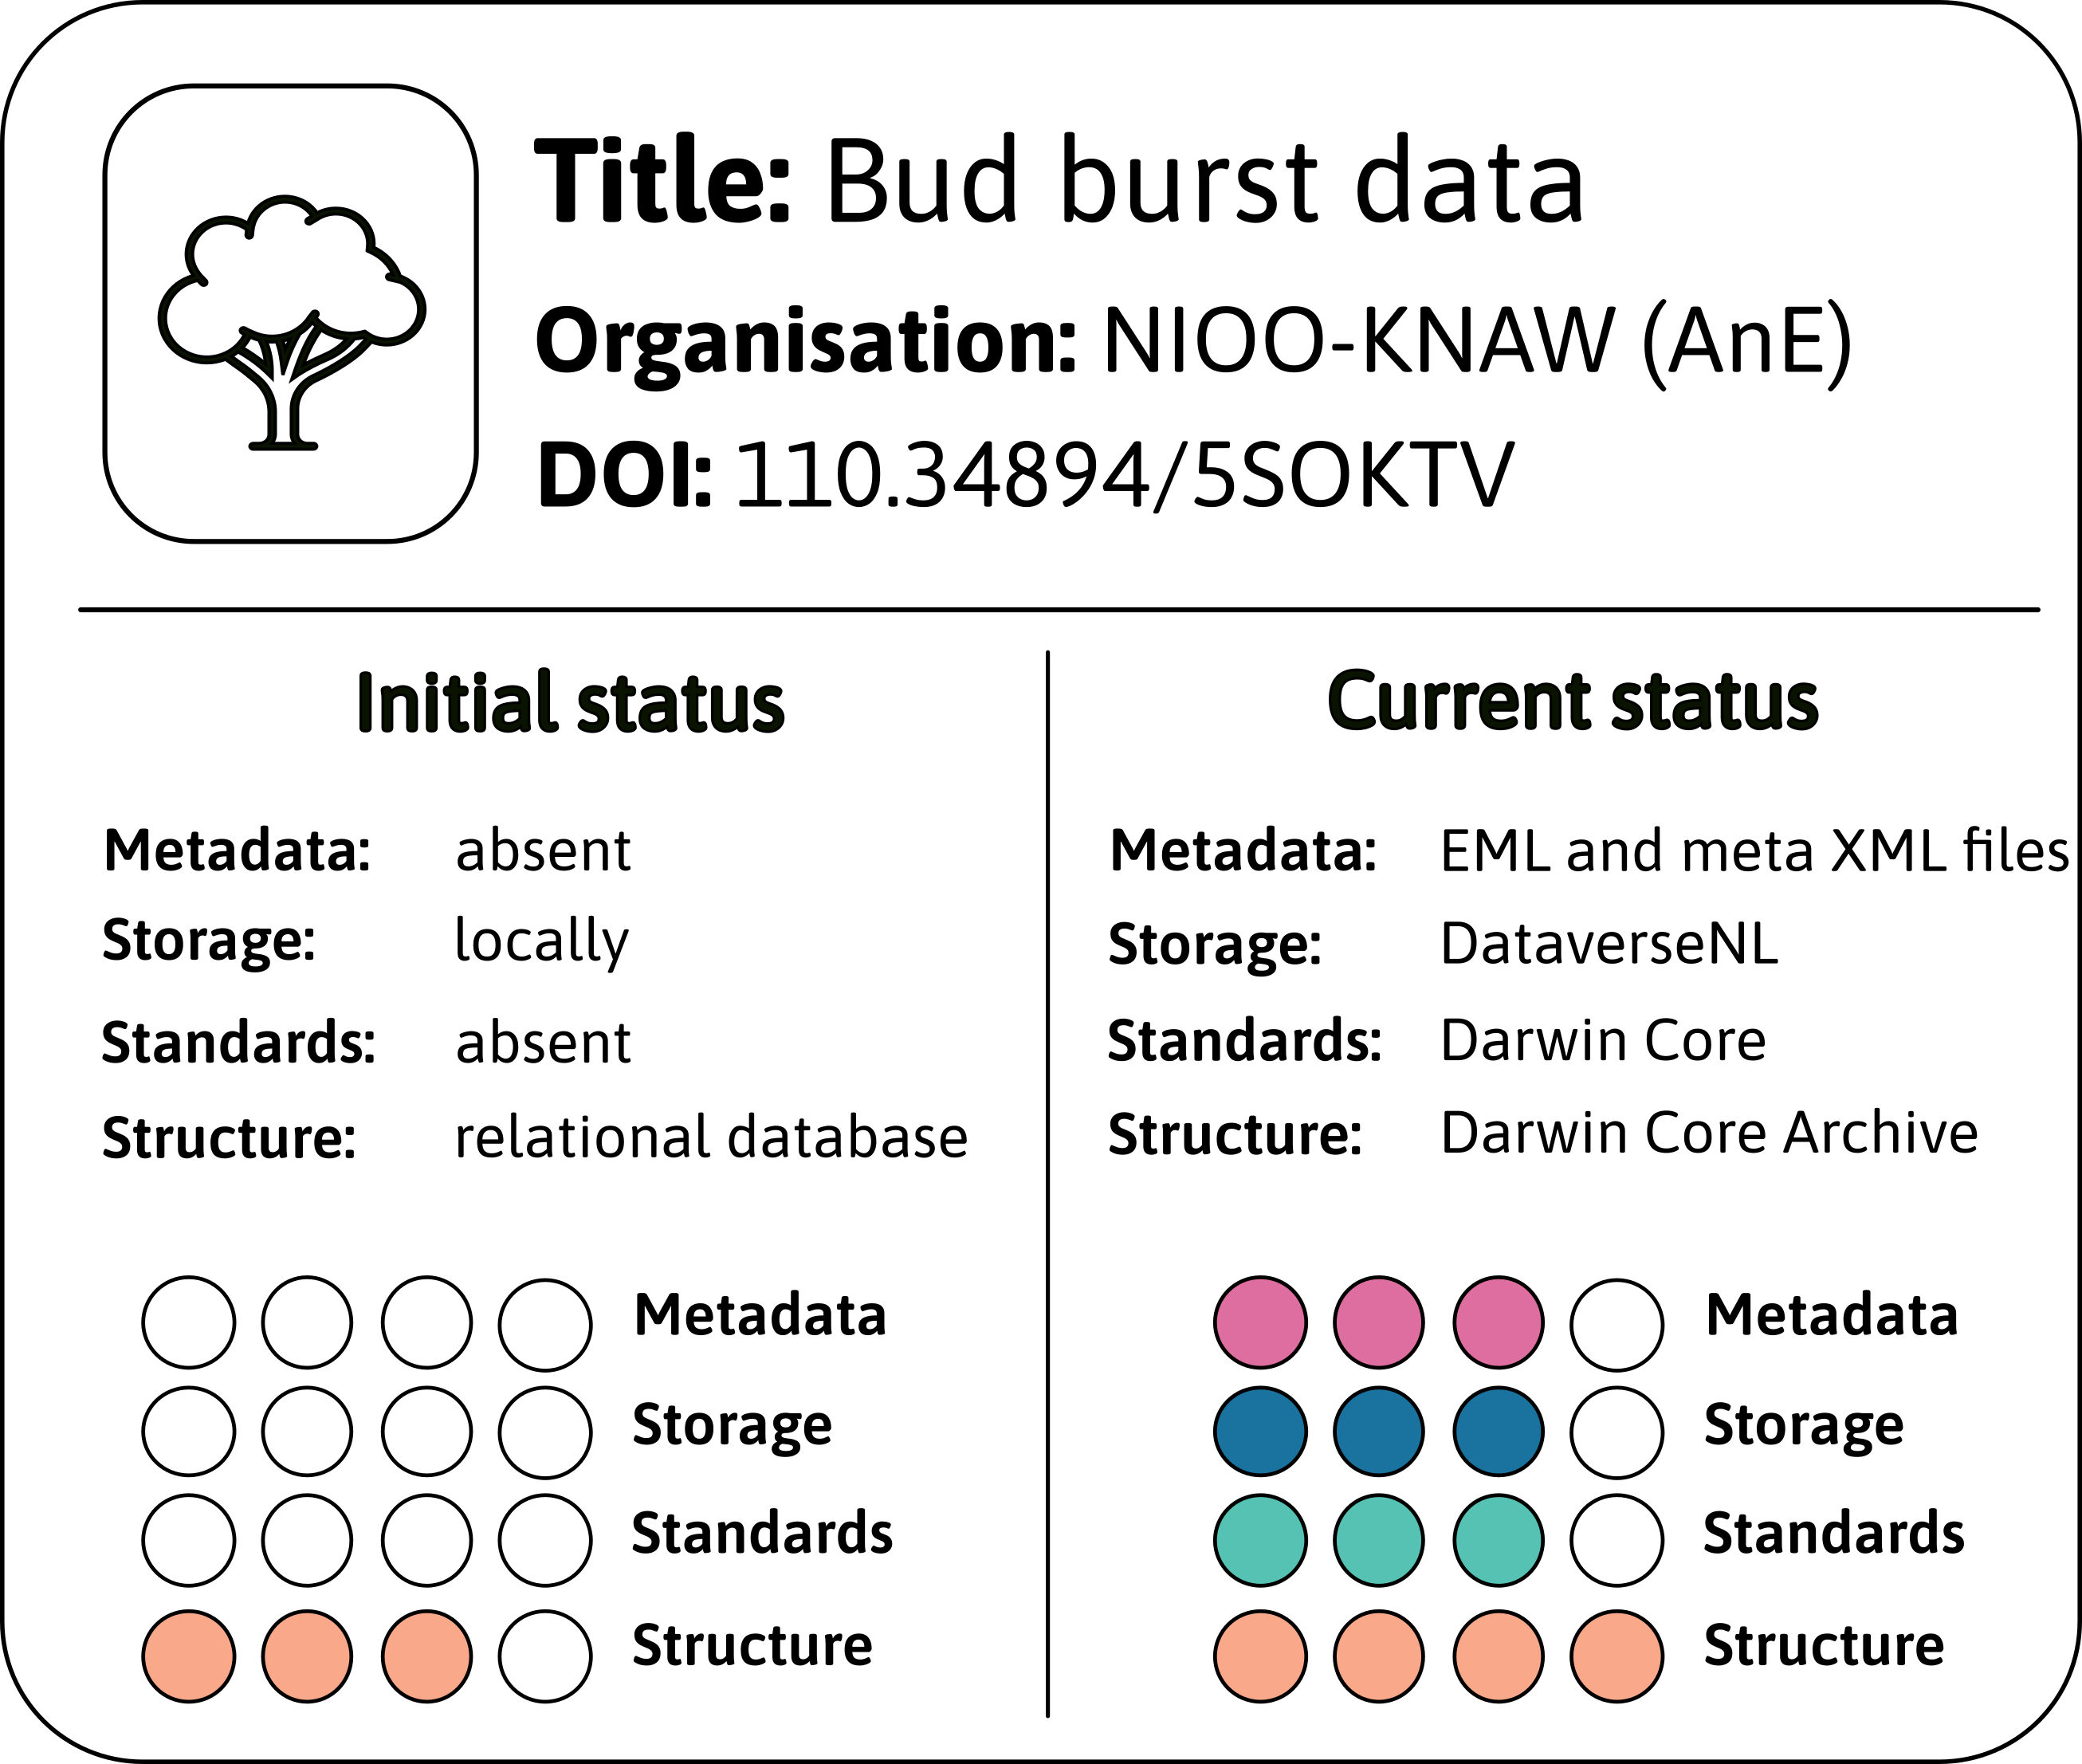 Title: Bud burst data
Organisation: NIOO-KNAW (AnE)
DOI: 110.34894/5SOKTV
Initial status
Metadata: absent
Storage: locally
Standards: absent
Structure: relational database
Metadata
Storage
Standards
Structure
Current status
Metadata: EML and meta XML files
Storage: DataverseNL
Standards: Darwin Core
Structure: Darwin Core Archive
Metadata
Storage
Standards
Structure